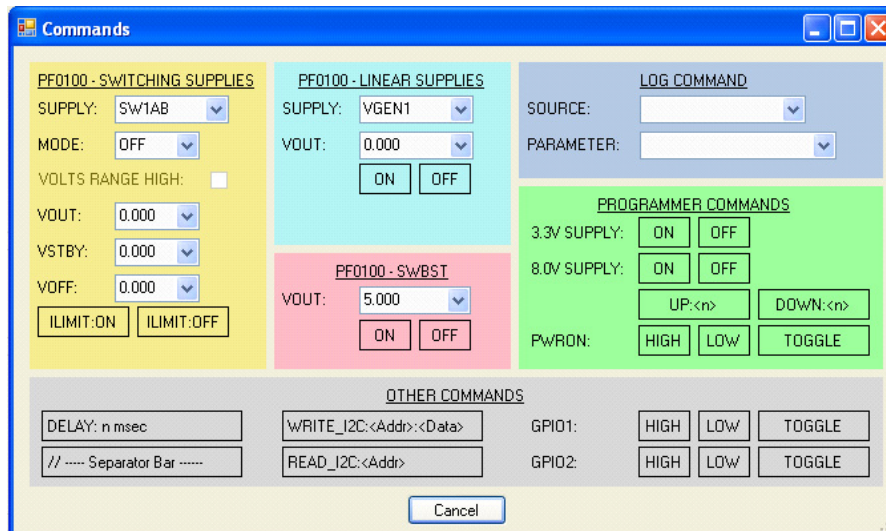 Commands
PF0100 - SWITCHING SUPPLIES
SUPPLY: SW1AB
MODE: OFF
VOLTS RANGE HIGH:
VOUT: 0.000
VSTBY: 0.000
VOFF: 0.000
ILIMIT:ON ILIMIT:OFF
PF0100 - LINEAR SUPPLIES
SUPPLY: VGEN1
VOUT: 0.000
ON OFF
PF0100 - SWBST
VOUT: 5.000
ON OFF
LOG COMMAND
SOURCE:
PARAMETER:
PROGRAMMER COMMANDS
3.3V SUPPLY: ON OFF
8.0V SUPPLY: ON OFF
UP:<n> DOWN:<n>
PWRON: HIGH LOW TOGGLE
OTHER COMMANDS
DELAY: n msec WRITE_I2C:<Addr>:<Data> GPIO1: HIGH LOW TOGGLE
// ----- Separator Bar ------ READ_I2C:<Addr> GPIO2: HIGH LOW TOGGLE
Cancel